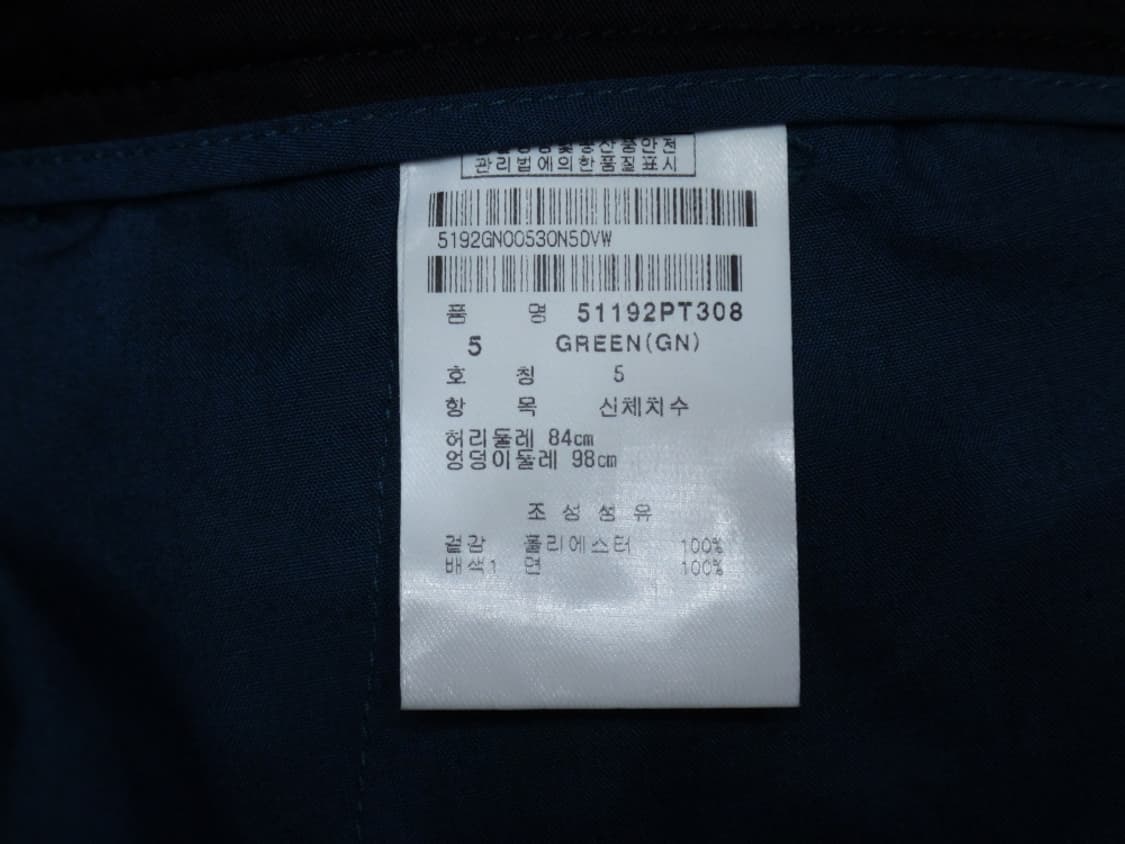 관리법에의한품질표시
5192GN00530N5DVW
품 명 51192PT308
5 GREEN(GN)
호 칭 5
항 목 신체치수
허리둘레 84cm
엉덩이둘레 98cm
조 성 섬 유
겉감 폴리에스터 100%
배색1 면 100%